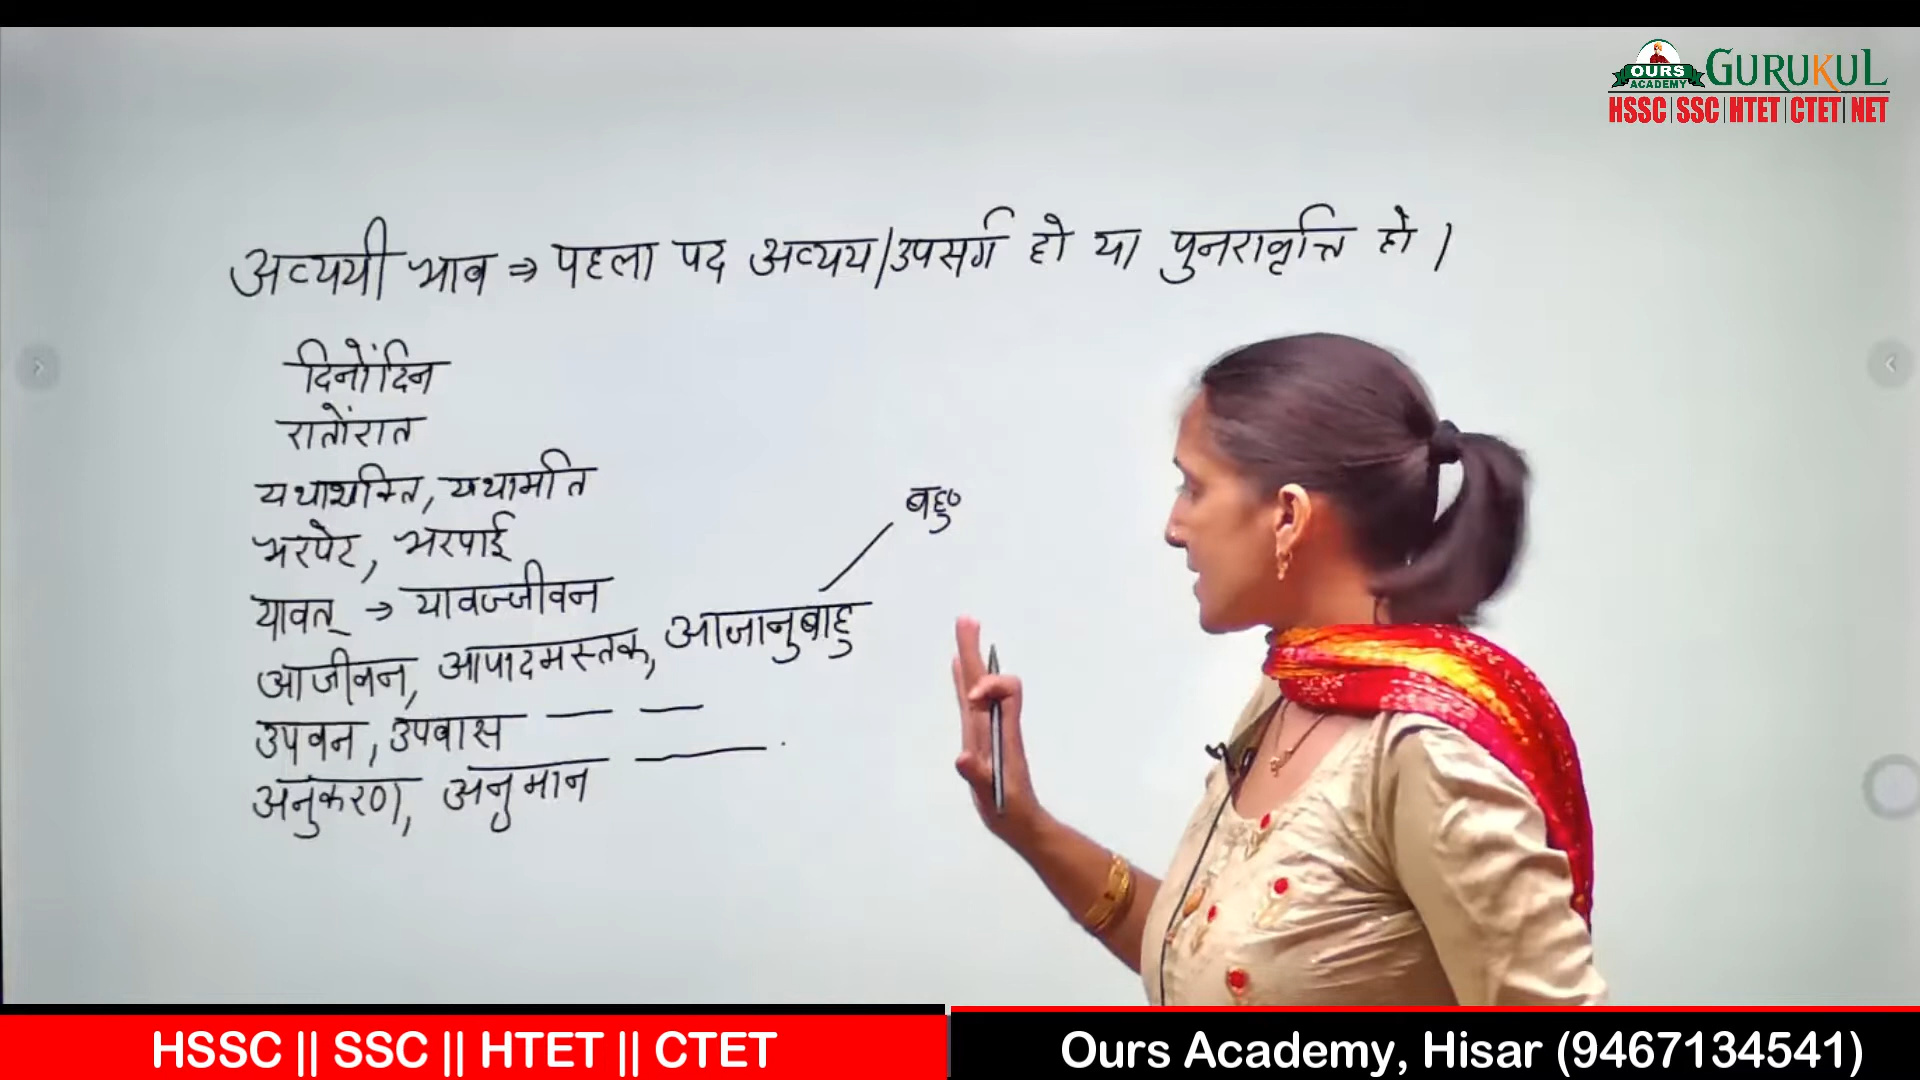 OURS
ACADEMY
GURUKUL
HSSC | SSC | HTET | CTET | NET
अव्ययी भाव ⇒ पहला पद अव्यय/उपसर्ग हो या पुनरावृत्ति हो।
दिनोंदिन
रातोंरात
यथाशक्ति, यथामति
भरपेट, भरपाई
बहु०
यावत् → यावज्जीवन
आजीवन, आपादमस्तक, आजानुबाहु
उपवन, उपवास — —
अनुकरण, अनुमान —
HSSC || SSC || HTET || CTET
Ours Academy, Hisar (9467134541)